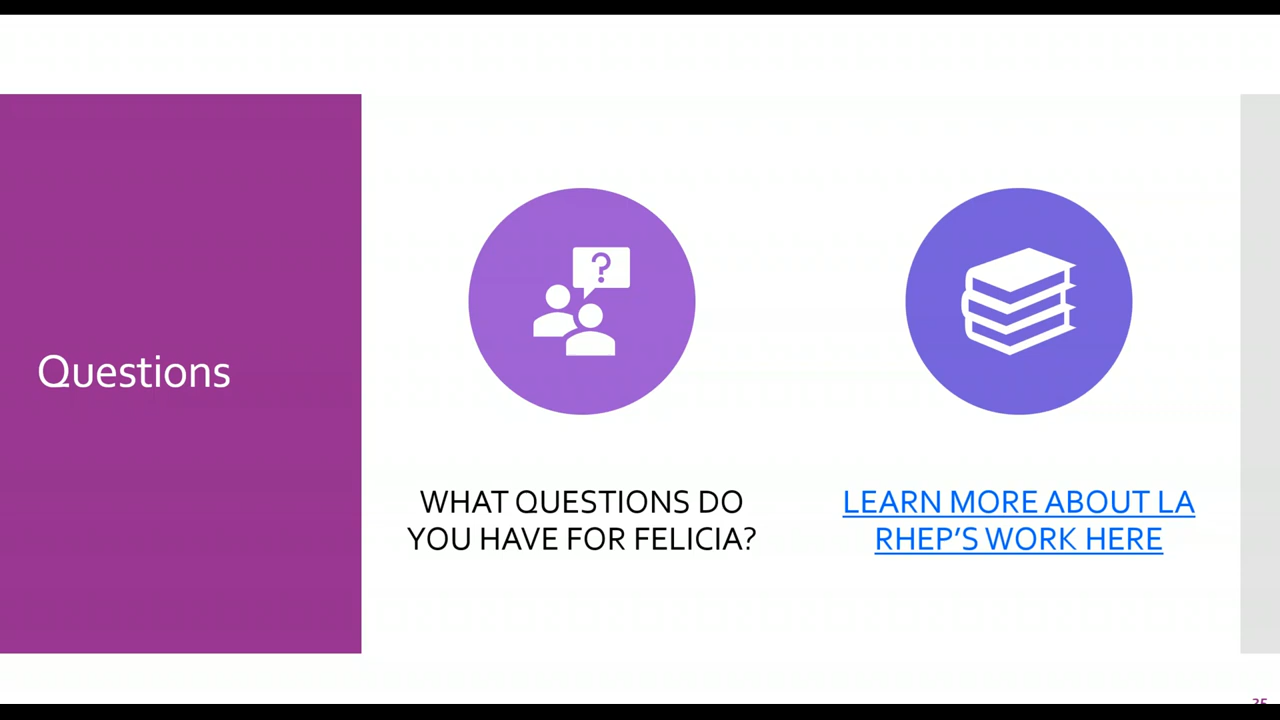 Questions
?
WHAT QUESTIONS DO
YOU HAVE FOR FELICIA?
LEARN MORE ABOUT LA
RHEP’S WORK HERE